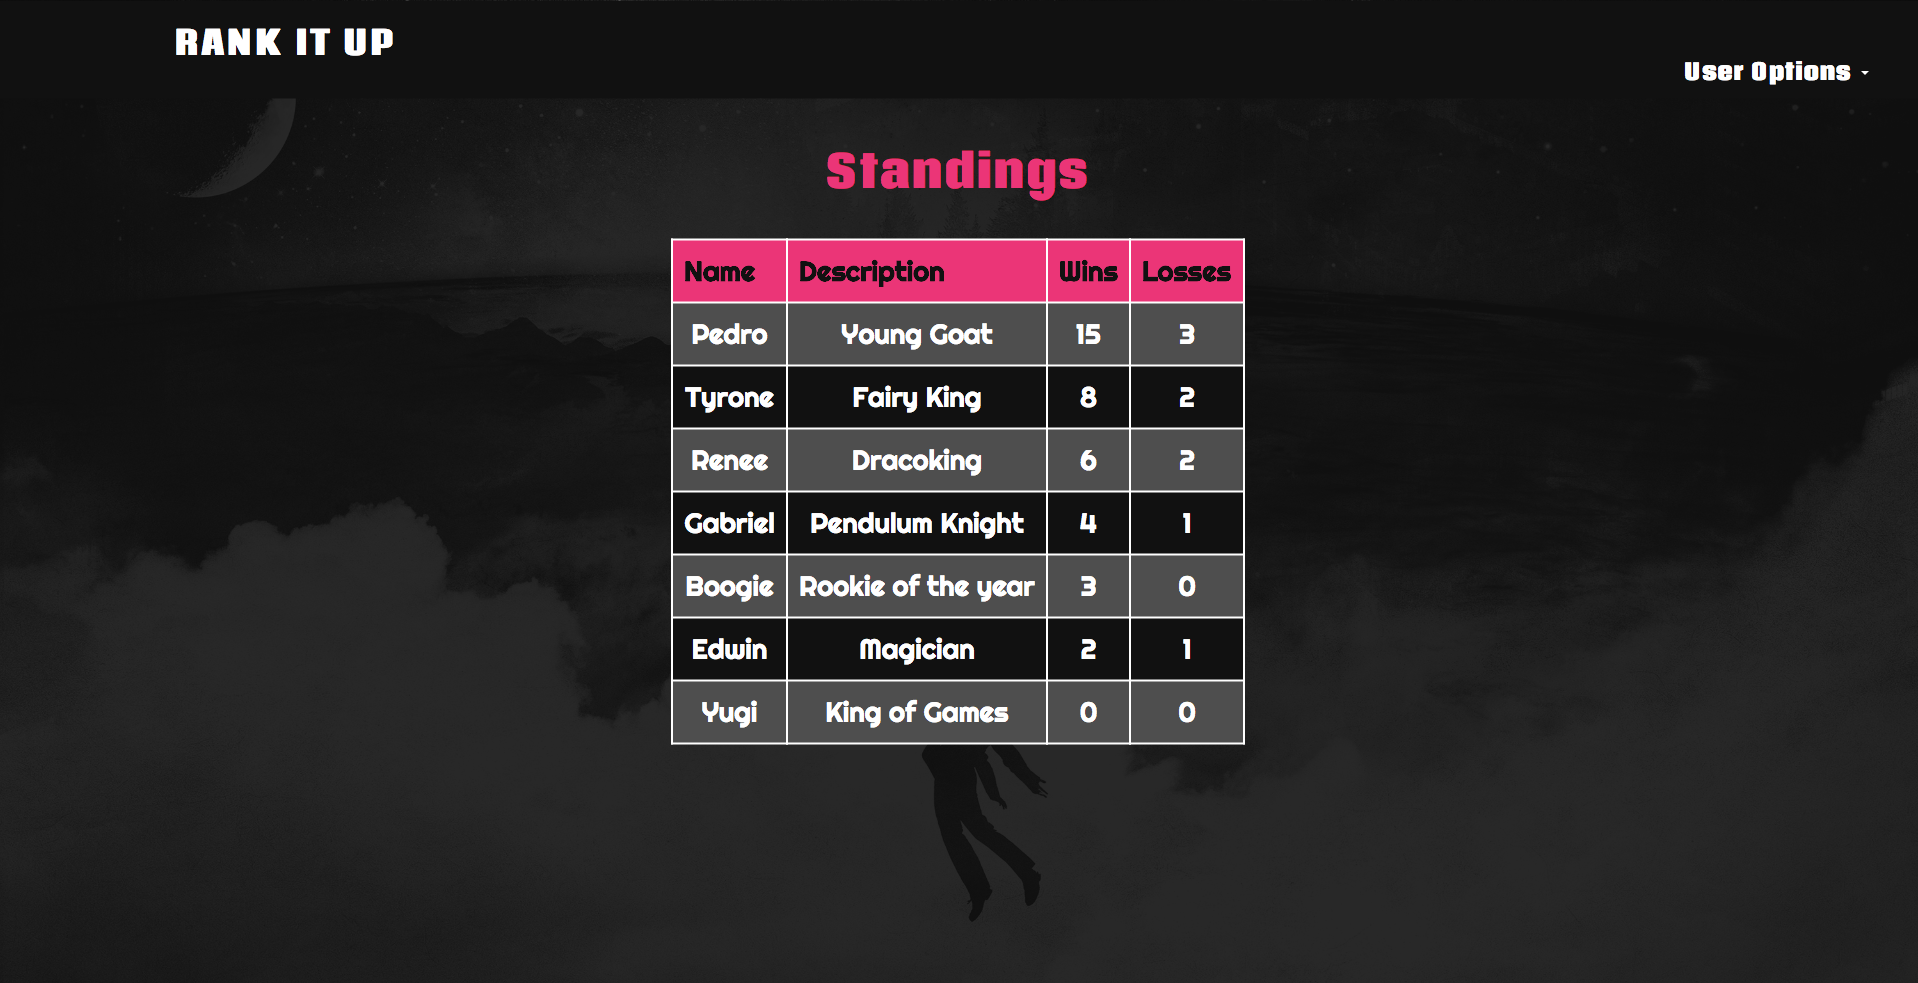 RANK IT UP
User Options
Standings
Name Description Wins Losses
Pedro Young Goat 15 3
Tyrone Fairy King 8 2
Renee Dracoking 6 2
Gabriel Pendulum Knight 4 1
Boogie Rookie of the year 3 0
Edwin Magician 2 1
Yugi King of Games 0 0